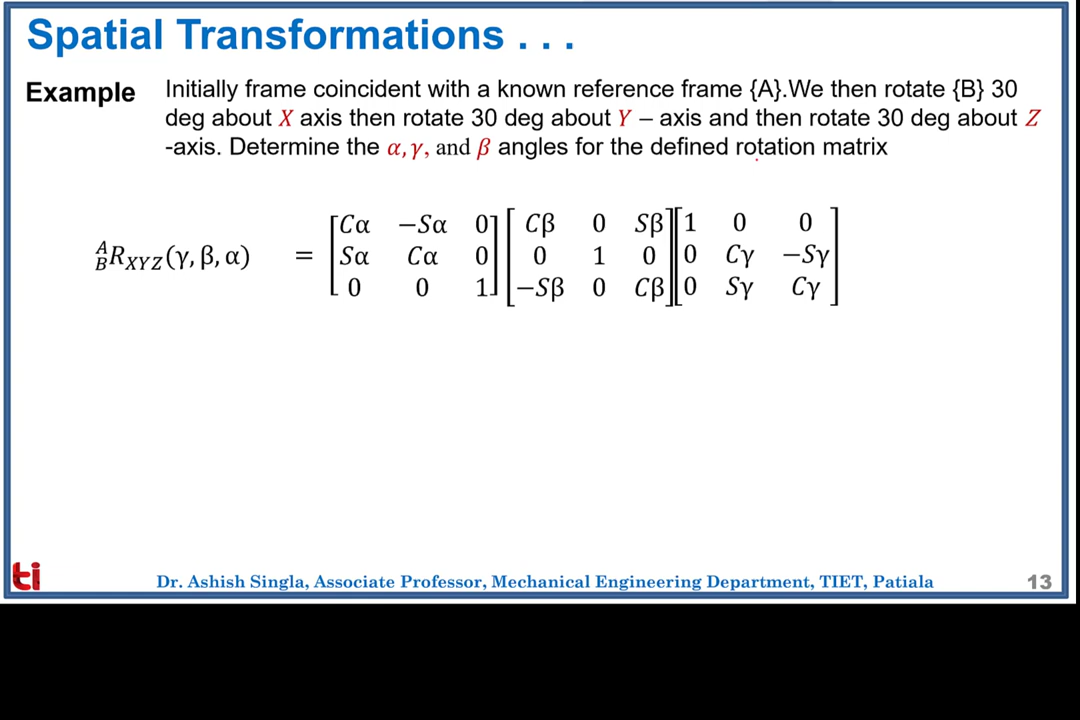 Spatial Transformations . . .
Example Initially frame coincident with a known reference frame {A}.We then rotate {B} 30
deg about X axis then rotate 30 deg about Y – axis and then rotate 30 deg about Z
-axis. Determine the α, γ, and β angles for the defined rotation matrix
[Cα −Sα 0] [Cβ 0 Sβ] [1 0 0]
A B R XYZ (γ, β, α) = [Sα Cα 0] [0 1 0] [0 Cγ −Sγ]
[0 0 1] [−Sβ 0 Cβ] [0 Sγ Cγ]
ti Dr. Ashish Singla, Associate Professor, Mechanical Engineering Department, TIET, Patiala 13